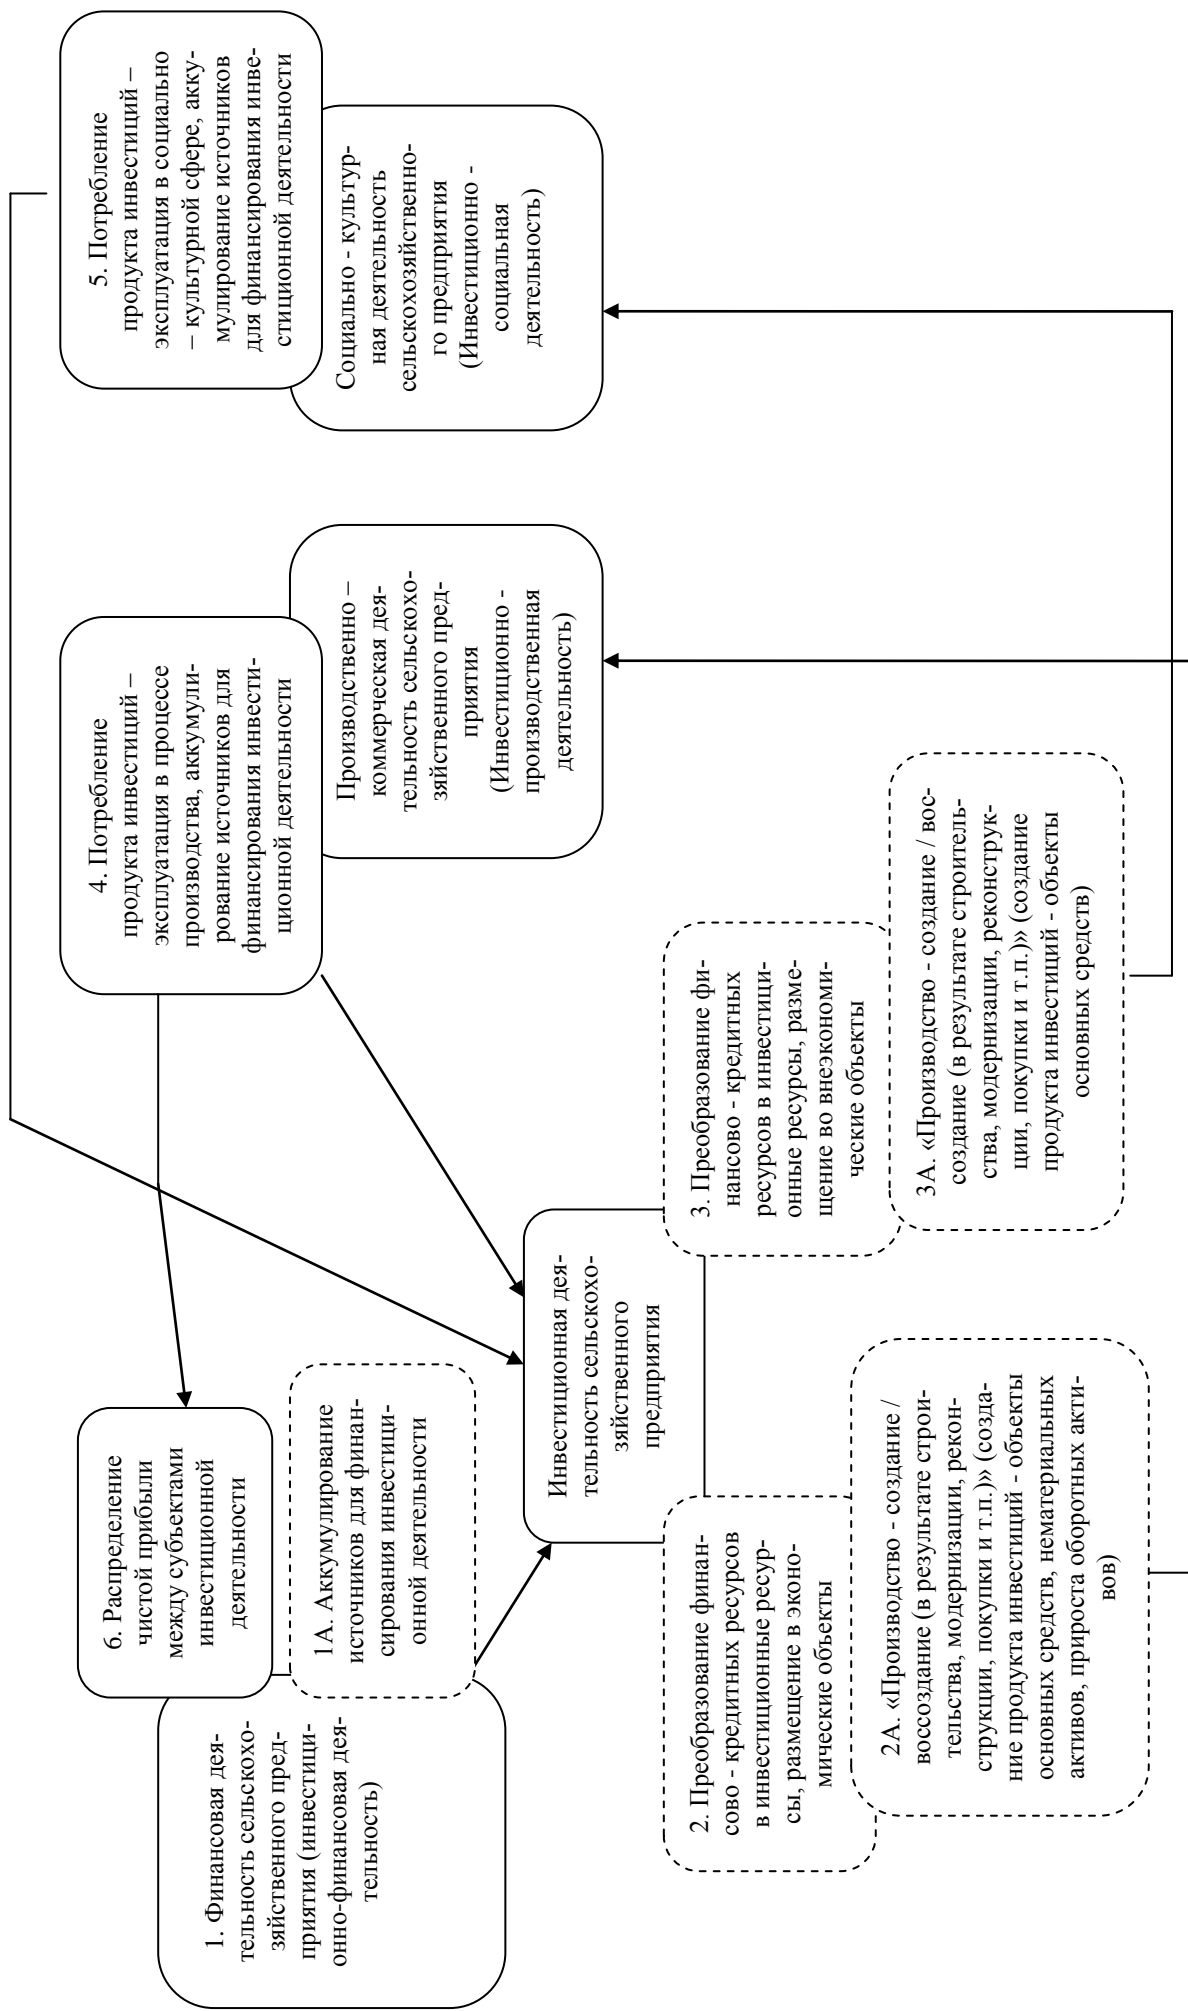 1. Финансовая дея-
тельность сельскохо-
зяйственного пред-
приятия (инвестици-
онно-финансовая дея-
тельность)
6. Распределение
чистой прибыли
между субъектами
инвестиционной
деятельности
1А. Аккумулирование
источников для финан-
сирования инвестици-
онной деятельности
Инвестиционная дея-
тельность сельскохо-
зяйственного
предприятия
2. Преобразование финан-
сово - кредитных ресурсов
в инвестиционные ресур-
сы, размещение в эконо-
мические объекты
2А. «Производство - создание /
воссоздание (в результате строи-
тельства, модернизации, рекон-
струкции, покупки и т.п.)» (созда-
ние продукта инвестиций - объекты
основных средств, нематериальных
активов, прироста оборотных акти-
вов)
3. Преобразование фи-
нансово - кредитных
ресурсов в инвестици-
онные ресурсы, разме-
щение во внеэкономи-
ческие объекты
3А. «Производство - создание / вос-
создание (в результате строитель-
ства, модернизации, реконструк-
ции, покупки и т.п.)» (создание
продукта инвестиций - объекты
основных средств)
4. Потребление
продукта инвестиций –
эксплуатация в процессе
производства, аккумули-
рование источников для
финансирования инвести-
ционной деятельности
Производственно –
коммерческая дея-
тельность сельскохо-
зяйственного пред-
приятия
(Инвестиционно -
производственная
деятельность)
5. Потребление
продукта инвестиций –
эксплуатация в социально
– культурной сфере, акку-
мулирование источников
для финансирования инве-
стиционной деятельности
Социально - культур-
ная деятельность
сельскохозяйственно-
го предприятия
(Инвестиционно -
социальная
деятельность)